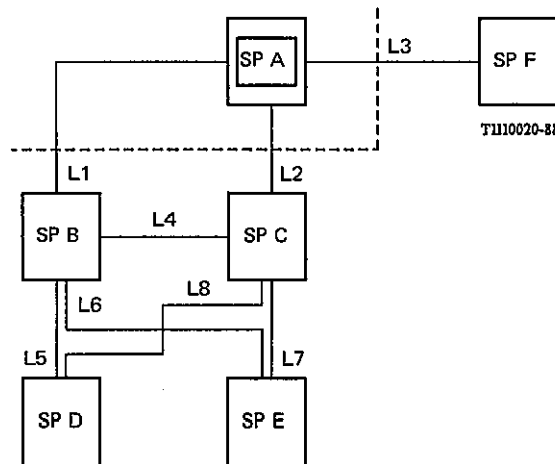 SP A
L3
SP F
T1110020-88
L1
L2
SP B
L4
SP C
L6
L8
L5
L7
SP D
SP E